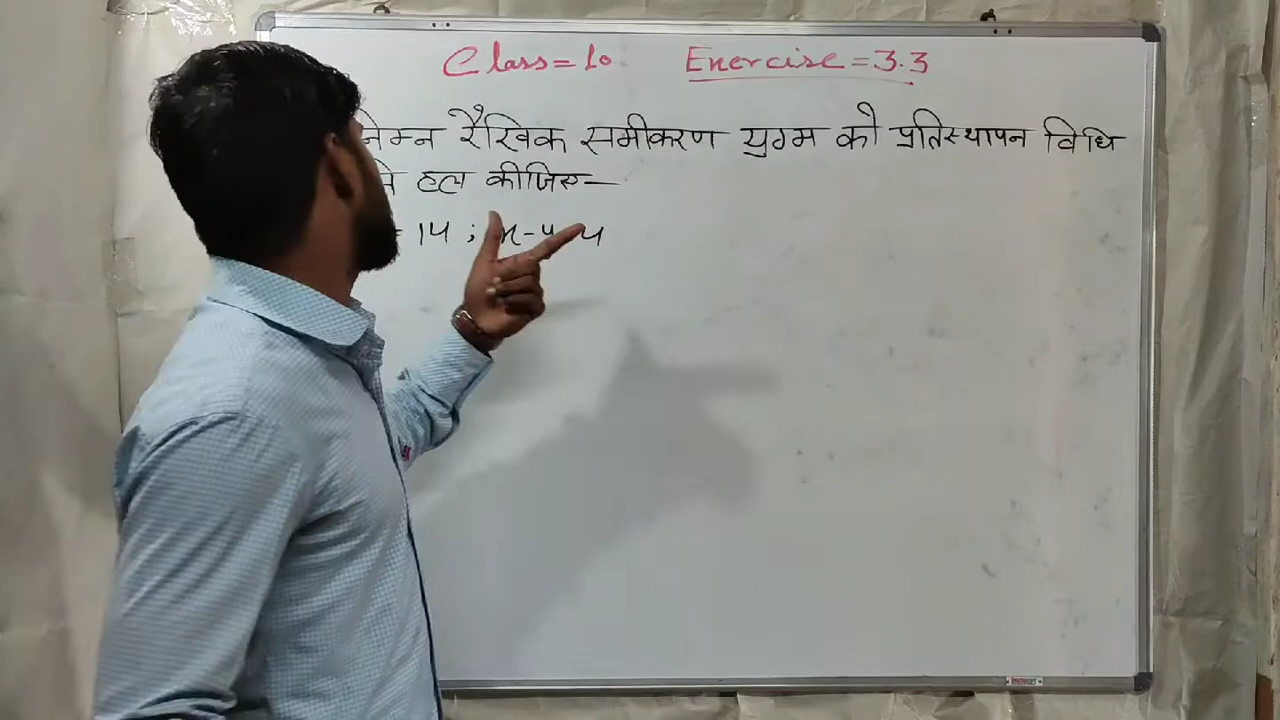 Class=10 Exercise=3.3
निम्न रैखिक समीकरण युग्म को प्रतिस्थापन विधि
से हल कीजिए—
= 14 ; x-y=4